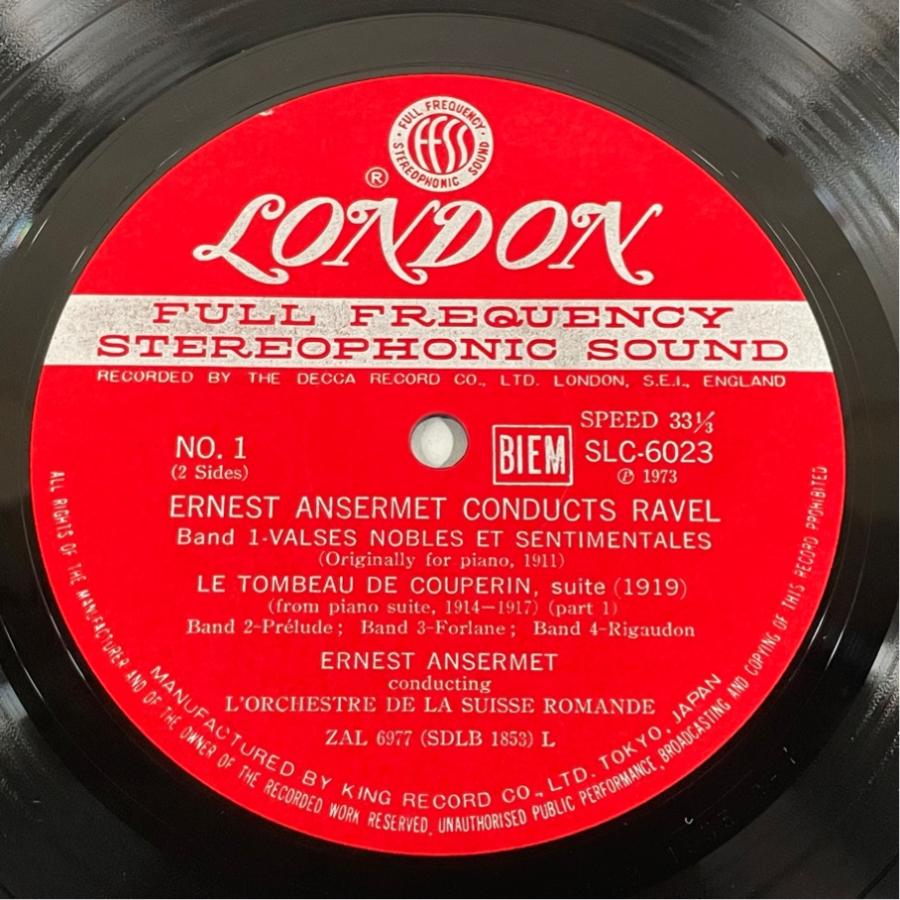 FULL FREQUENCY
FFSS
STEREOPHONIC SOUND
®
LONDON
FULL FREQUENCY
STEREOPHONIC SOUND
RECORDED BY THE DECCA RECORD CO., LTD. LONDON, S.E.I., ENGLAND
SPEED 33⅓
NO. 1
BIEM
SLC-6023
(2 Sides)
℗ 1973
ERNEST ANSERMET CONDUCTS RAVEL
Band 1-VALSES NOBLES ET SENTIMENTALES
(Originally for piano, 1911)
LE TOMBEAU DE COUPERIN, suite (1919)
(from piano suite, 1914—1917) (part 1)
Band 2-Prélude; Band 3-Forlane; Band 4-Rigaudon
ERNEST ANSERMET
conducting
L'ORCHESTRE DE LA SUISSE ROMANDE
ZAL 6977 (SDLB 1853) L
MANUFACTURED BY KING RECORD CO., LTD. TOKYO, JAPAN
ALL RIGHTS OF THE MANUFACTURER AND OF THE OWNER OF THE RECORDED WORK RESERVED. UNAUTHORISED PUBLIC PERFORMANCE, BROADCASTING AND COPYING OF THIS RECORD PROHIBITED